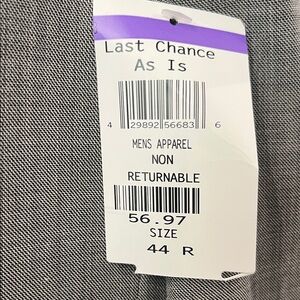 Last Chance
As Is
4 29892 56683 6
MENS APPAREL
NON
RETURNABLE
56.97
SIZE
44 R